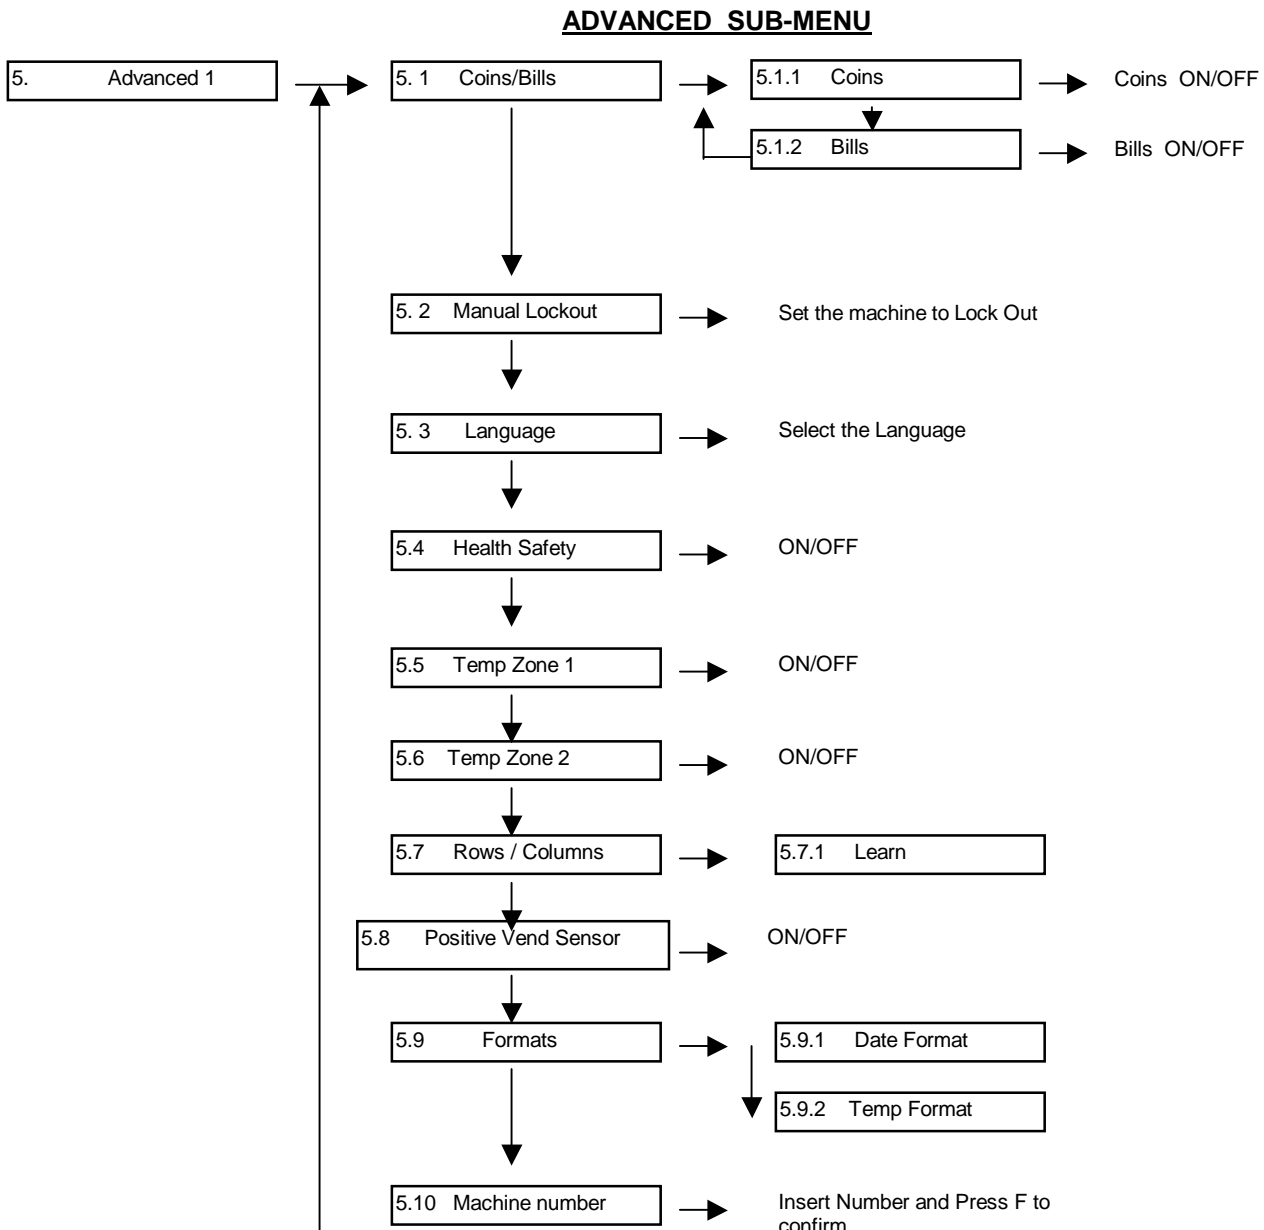 ADVANCED SUB-MENU
5. Advanced 1
5. 1 Coins/Bills
5.1.1 Coins
Coins ON/OFF
5.1.2 Bills
Bills ON/OFF
5. 2 Manual Lockout
Set the machine to Lock Out
5. 3 Language
Select the Language
5.4 Health Safety
ON/OFF
5.5 Temp Zone 1
ON/OFF
5.6 Temp Zone 2
ON/OFF
5.7 Rows / Columns
5.7.1 Learn
5.8 Positive Vend Sensor
ON/OFF
5.9 Formats
5.9.1 Date Format
5.9.2 Temp Format
5.10 Machine number
Insert Number and Press F to
confirm